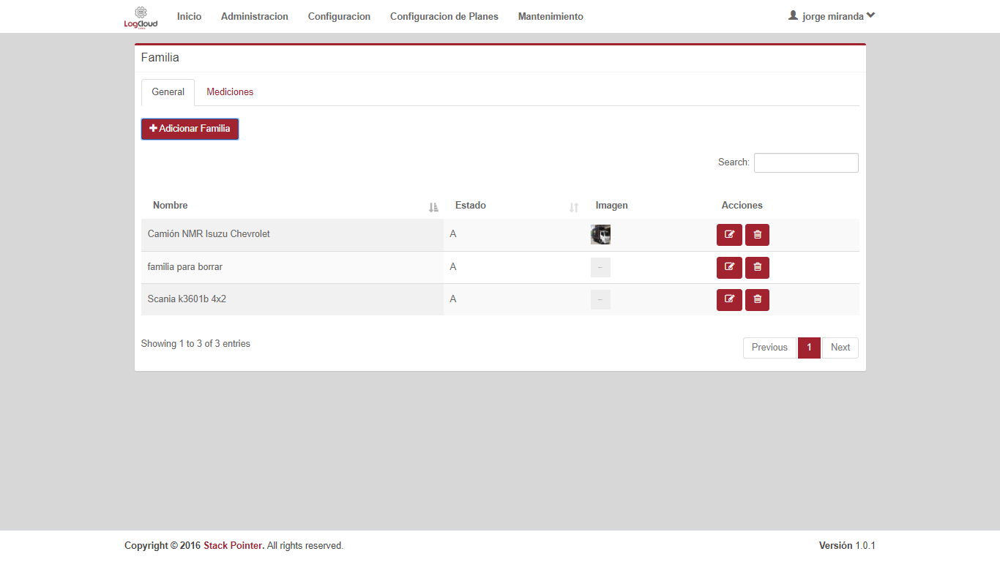 LogCloud
Inicio Administracion Configuracion Configuracion de Planes Mantenimiento jorge miranda
Familia
General Mediciones
Adicionar Familia
Search:
Nombre Estado Imagen Acciones
Camión NMR Isuzu Chevrolet A
familia para borrar A
Scania k3601b 4x2 A
Showing 1 to 3 of 3 entries
Previous 1 Next
Copyright © 2016 Stack Pointer. All rights reserved. Versión 1.0.1